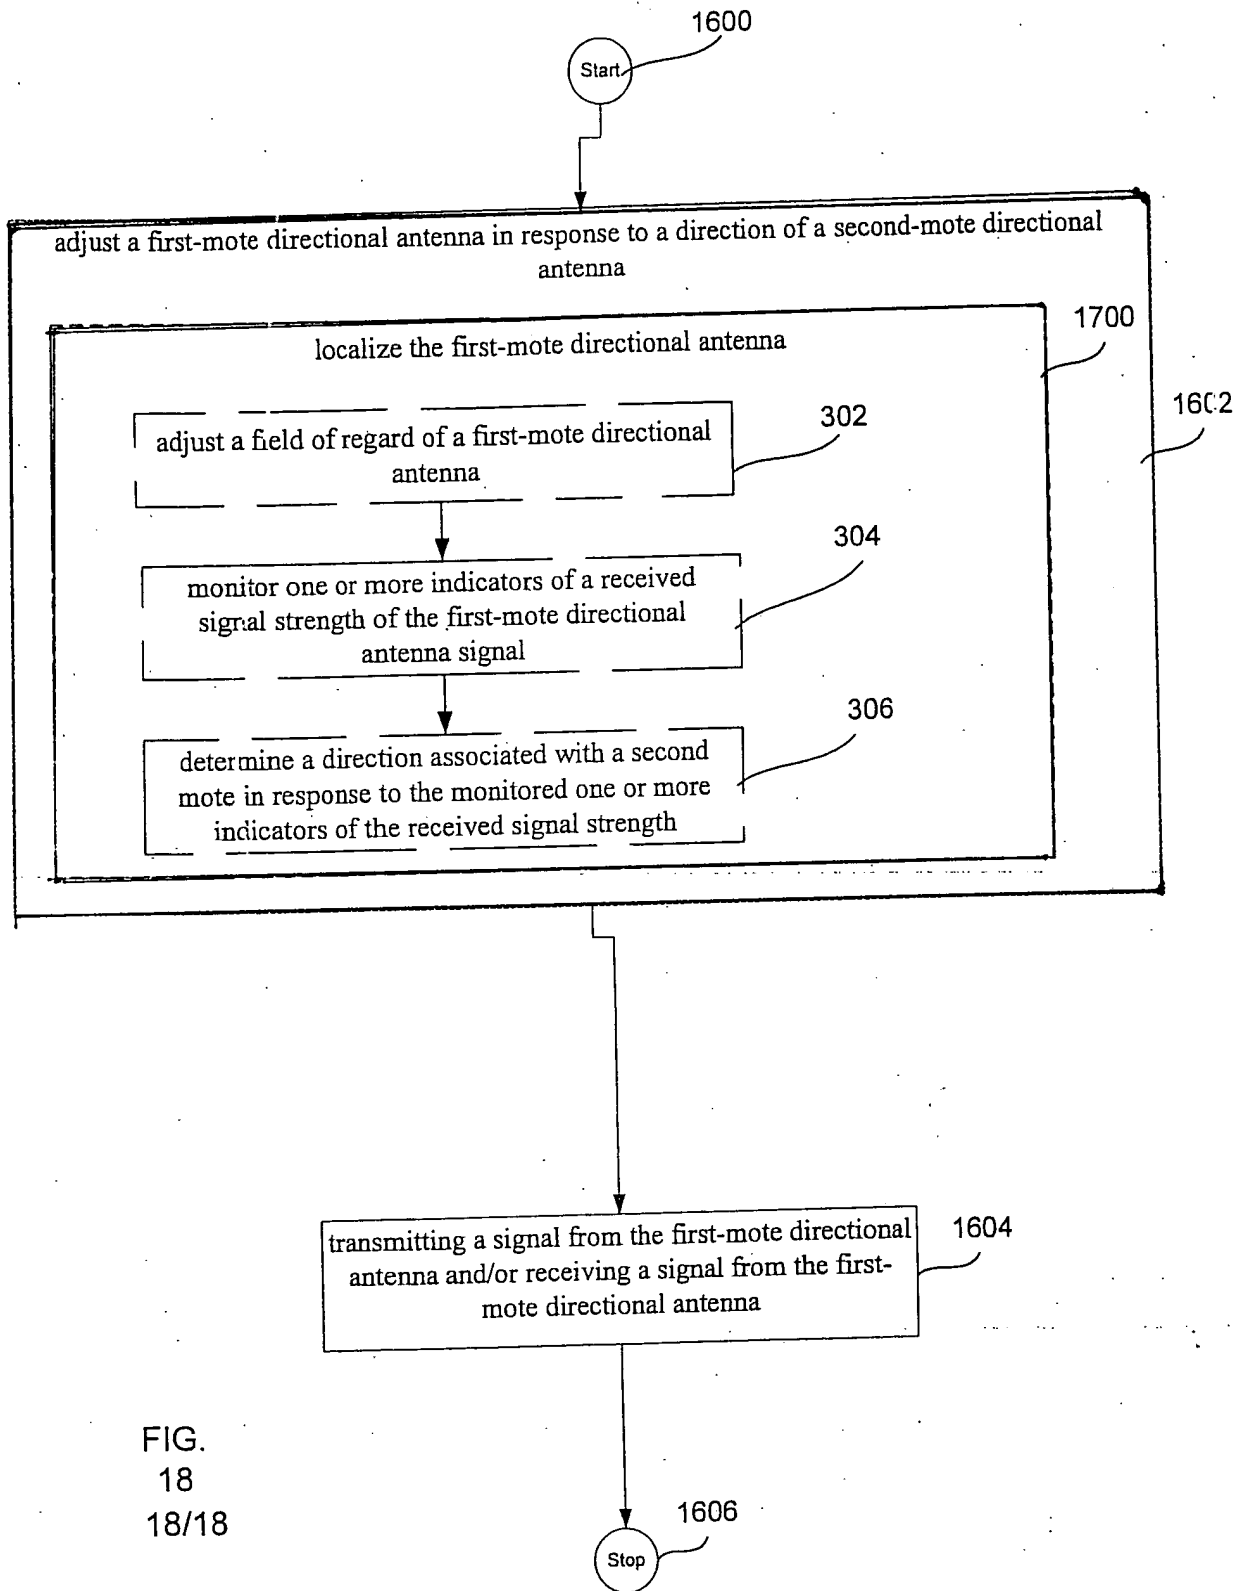 1600
Start
adjust a first-mote directional antenna in response to a direction of a second-mote directional
antenna
1700
localize the first-mote directional antenna
1602
302
adjust a field of regard of a first-mote directional
antenna
304
monitor one or more indicators of a received
signal strength of the first-mote directional
antenna signal
306
determine a direction associated with a second
mote in response to the monitored one or more
indicators of the received signal strength
1604
transmitting a signal from the first-mote directional
antenna and/or receiving a signal from the first-
mote directional antenna
FIG.
18
18/18
1606
Stop